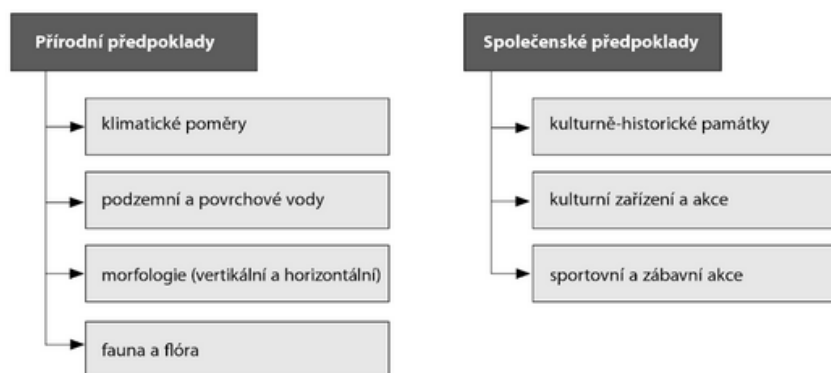 Přírodní předpoklady
klimatické poměry
podzemní a povrchové vody
morfologie (vertikální a horizontální)
fauna a flóra
Společenské předpoklady
kulturně-historické památky
kulturní zařízení a akce
sportovní a zábavní akce